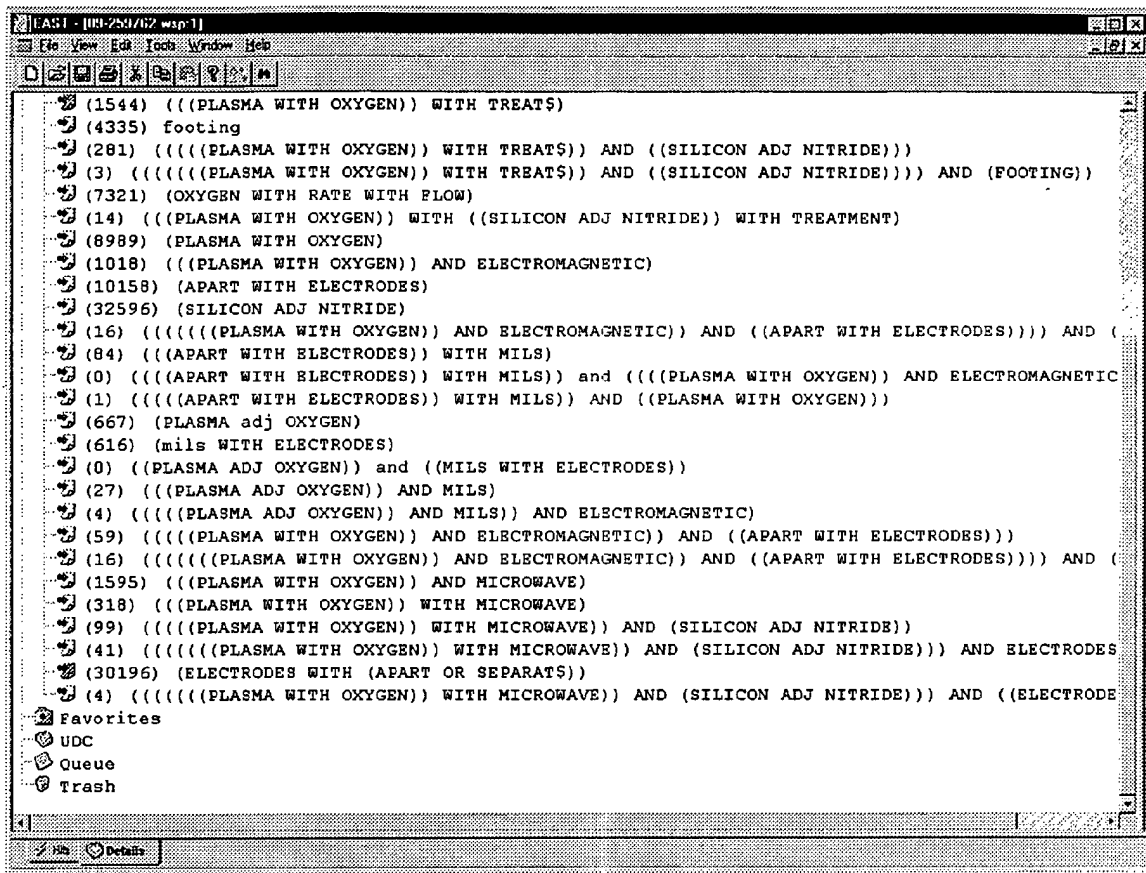 EAST - [09-259762.wsp:1]
File View Edit Tools Window Help
(1544) (((PLASMA WITH OXYGEN)) WITH TREAT$)
(4335) footing
(281) (((((PLASMA WITH OXYGEN)) WITH TREAT$)) AND ((SILICON ADJ NITRIDE)))
(3) (((((((PLASMA WITH OXYGEN)) WITH TREAT$)) AND ((SILICON ADJ NITRIDE)))) AND (FOOTING))
(7321) (OXYGEN WITH RATE WITH FLOW)
(14) (((PLASMA WITH OXYGEN)) WITH ((SILICON ADJ NITRIDE)) WITH TREATMENT)
(8989) (PLASMA WITH OXYGEN)
(1018) (((PLASMA WITH OXYGEN)) AND ELECTROMAGNETIC)
(10158) (APART WITH ELECTRODES)
(32596) (SILICON ADJ NITRIDE)
(16) (((((((PLASMA WITH OXYGEN)) AND ELECTROMAGNETIC)) AND ((APART WITH ELECTRODES)))) AND (
(84) (((APART WITH ELECTRODES)) WITH MILS)
(0) ((((APART WITH ELECTRODES)) WITH MILS)) and ((((PLASMA WITH OXYGEN)) AND ELECTROMAGNETIC
(1) (((((APART WITH ELECTRODES)) WITH MILS)) AND ((PLASMA WITH OXYGEN)))
(667) (PLASMA adj OXYGEN)
(616) (mils WITH ELECTRODES)
(0) ((PLASMA ADJ OXYGEN)) and ((MILS WITH ELECTRODES))
(27) (((PLASMA ADJ OXYGEN)) AND MILS)
(4) (((((PLASMA ADJ OXYGEN)) AND MILS)) AND ELECTROMAGNETIC)
(59) (((((PLASMA WITH OXYGEN)) AND ELECTROMAGNETIC)) AND ((APART WITH ELECTRODES)))
(16) (((((((PLASMA WITH OXYGEN)) AND ELECTROMAGNETIC)) AND ((APART WITH ELECTRODES)))) AND (
(1595) (((PLASMA WITH OXYGEN)) AND MICROWAVE)
(318) (((PLASMA WITH OXYGEN)) WITH MICROWAVE)
(99) (((((PLASMA WITH OXYGEN)) WITH MICROWAVE)) AND (SILICON ADJ NITRIDE))
(41) (((((((PLASMA WITH OXYGEN)) WITH MICROWAVE)) AND (SILICON ADJ NITRIDE))) AND ELECTRODES
(30196) (ELECTRODES WITH (APART OR SEPARAT$))
(4) (((((((PLASMA WITH OXYGEN)) WITH MICROWAVE)) AND (SILICON ADJ NITRIDE))) AND ((ELECTRODE
Favorites
UDC
Queue
Trash
Hits Details